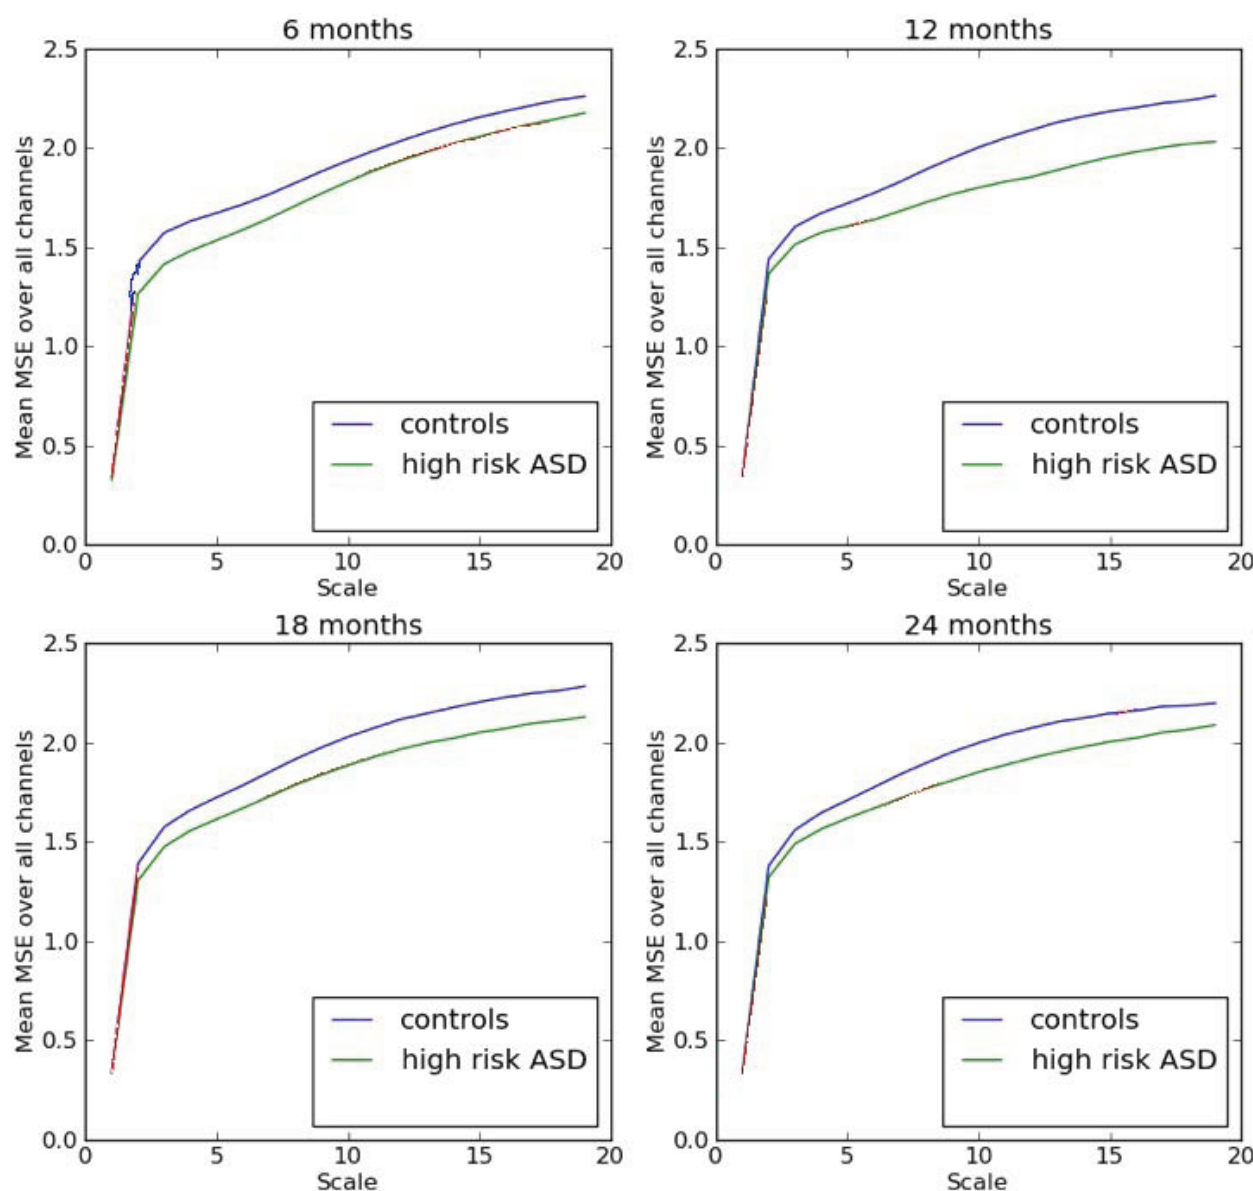 6 months
2.5
2.0
1.5
1.0
0.5
0.0
Mean MSE over all channels
controls
high risk ASD
0 5 10 15 20
Scale
12 months
2.5
2.0
1.5
1.0
0.5
0.0
Mean MSE over all channels
controls
high risk ASD
0 5 10 15 20
Scale
18 months
2.5
2.0
1.5
1.0
0.5
0.0
Mean MSE over all channels
controls
high risk ASD
0 5 10 15 20
Scale
24 months
2.5
2.0
1.5
1.0
0.5
0.0
Mean MSE over all channels
controls
high risk ASD
0 5 10 15 20
Scale